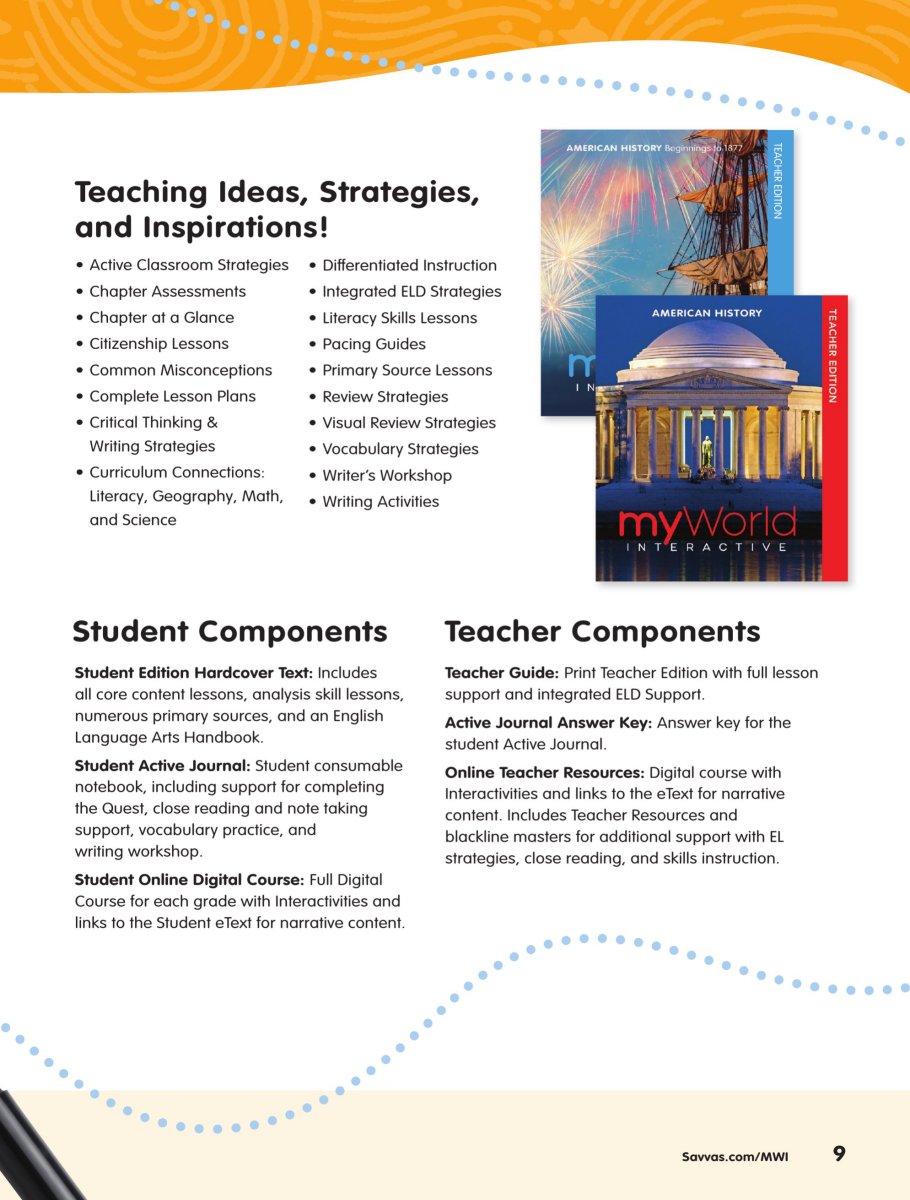 Teaching Ideas, Strategies,
and Inspirations!
• Active Classroom Strategies
• Chapter Assessments
• Chapter at a Glance
• Citizenship Lessons
• Common Misconceptions
• Complete Lesson Plans
• Critical Thinking &
Writing Strategies
• Curriculum Connections:
Literacy, Geography, Math,
and Science
• Differentiated Instruction
• Integrated ELD Strategies
• Literacy Skills Lessons
• Pacing Guides
• Primary Source Lessons
• Review Strategies
• Visual Review Strategies
• Vocabulary Strategies
• Writer's Workshop
• Writing Activities
AMERICAN HISTORY Beginnings to 1877
TEACHER EDITION
m
I N
AMERICAN HISTORY
TEACHER EDITION
myWorld
INTERACTIVE
Student Components
Student Edition Hardcover Text: Includes
all core content lessons, analysis skill lessons,
numerous primary sources, and an English
Language Arts Handbook.
Student Active Journal: Student consumable
notebook, including support for completing
the Quest, close reading and note taking
support, vocabulary practice, and
writing workshop.
Student Online Digital Course: Full Digital
Course for each grade with Interactivities and
links to the Student eText for narrative content.
Teacher Components
Teacher Guide: Print Teacher Edition with full lesson
support and integrated ELD Support.
Active Journal Answer Key: Answer key for the
student Active Journal.
Online Teacher Resources: Digital course with
Interactivities and links to the eText for narrative
content. Includes Teacher Resources and
blackline masters for additional support with EL
strategies, close reading, and skills instruction.
Savvas.com/MWI 9